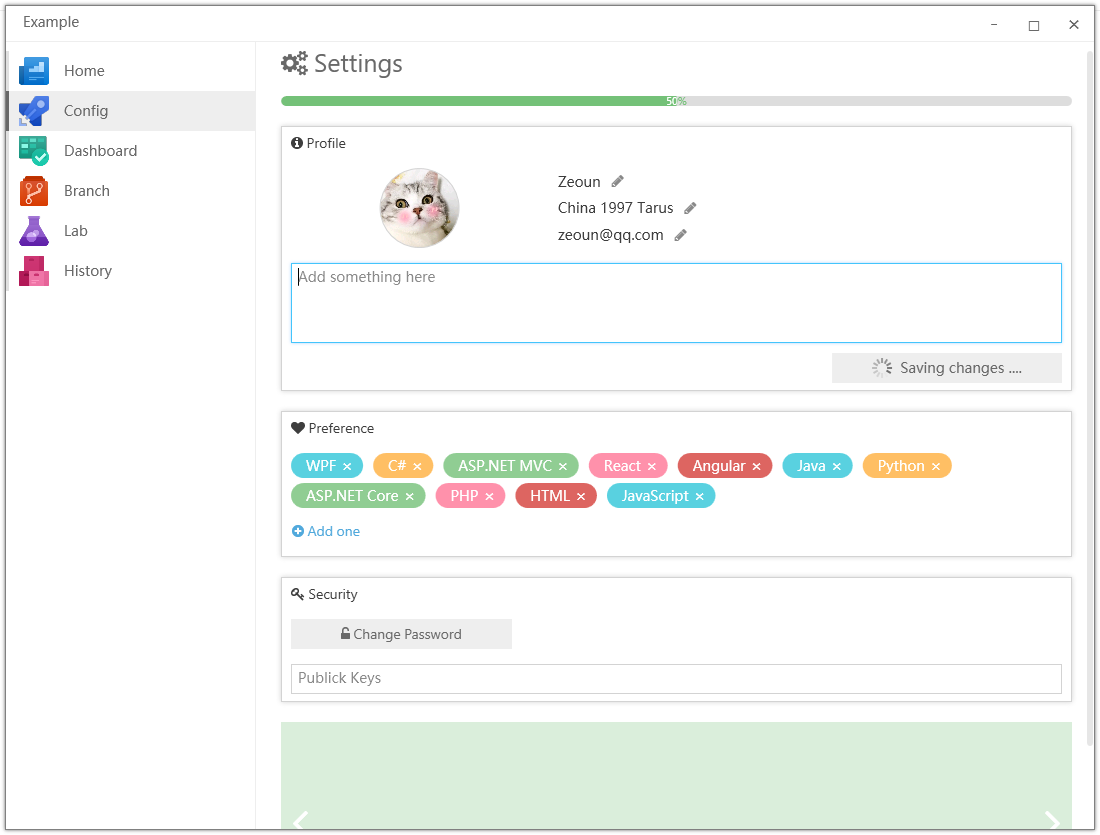 Example
Home
Config
Dashboard
Branch
Lab
History
Settings
50%
Profile
Zeoun
China 1997 Tarus
zeoun@qq.com
Add something here
Saving changes ....
Preference
WPF × C# × ASP.NET MVC × React × Angular × Java × Python ×
ASP.NET Core × PHP × HTML × JavaScript ×
Add one
Security
Change Password
Publick Keys